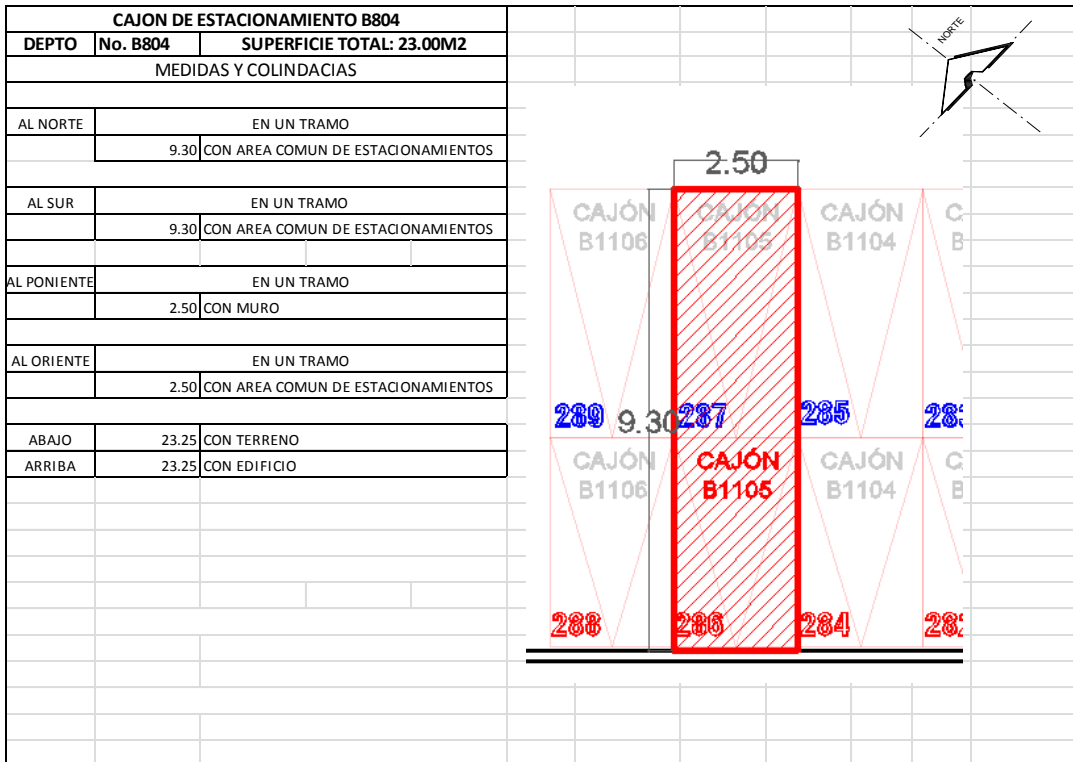 CAJON DE ESTACIONAMIENTO B804
DEPTO No. B804 SUPERFICIE TOTAL: 23.00M2
MEDIDAS Y COLINDACIAS
AL NORTE EN UN TRAMO
9.30 CON AREA COMUN DE ESTACIONAMIENTOS
AL SUR EN UN TRAMO
9.30 CON AREA COMUN DE ESTACIONAMIENTOS
AL PONIENTE EN UN TRAMO
2.50 CON MURO
AL ORIENTE EN UN TRAMO
2.50 CON AREA COMUN DE ESTACIONAMIENTOS
ABAJO 23.25 CON TERRENO
ARRIBA 23.25 CON EDIFICIO
NORTE
2.50
CAJÓN CAJÓN CAJÓN
B1106 B1105 B1104
289 9.30 287 285
CAJÓN CAJÓN CAJÓN
B1106 B1105 B1104
288 286 284